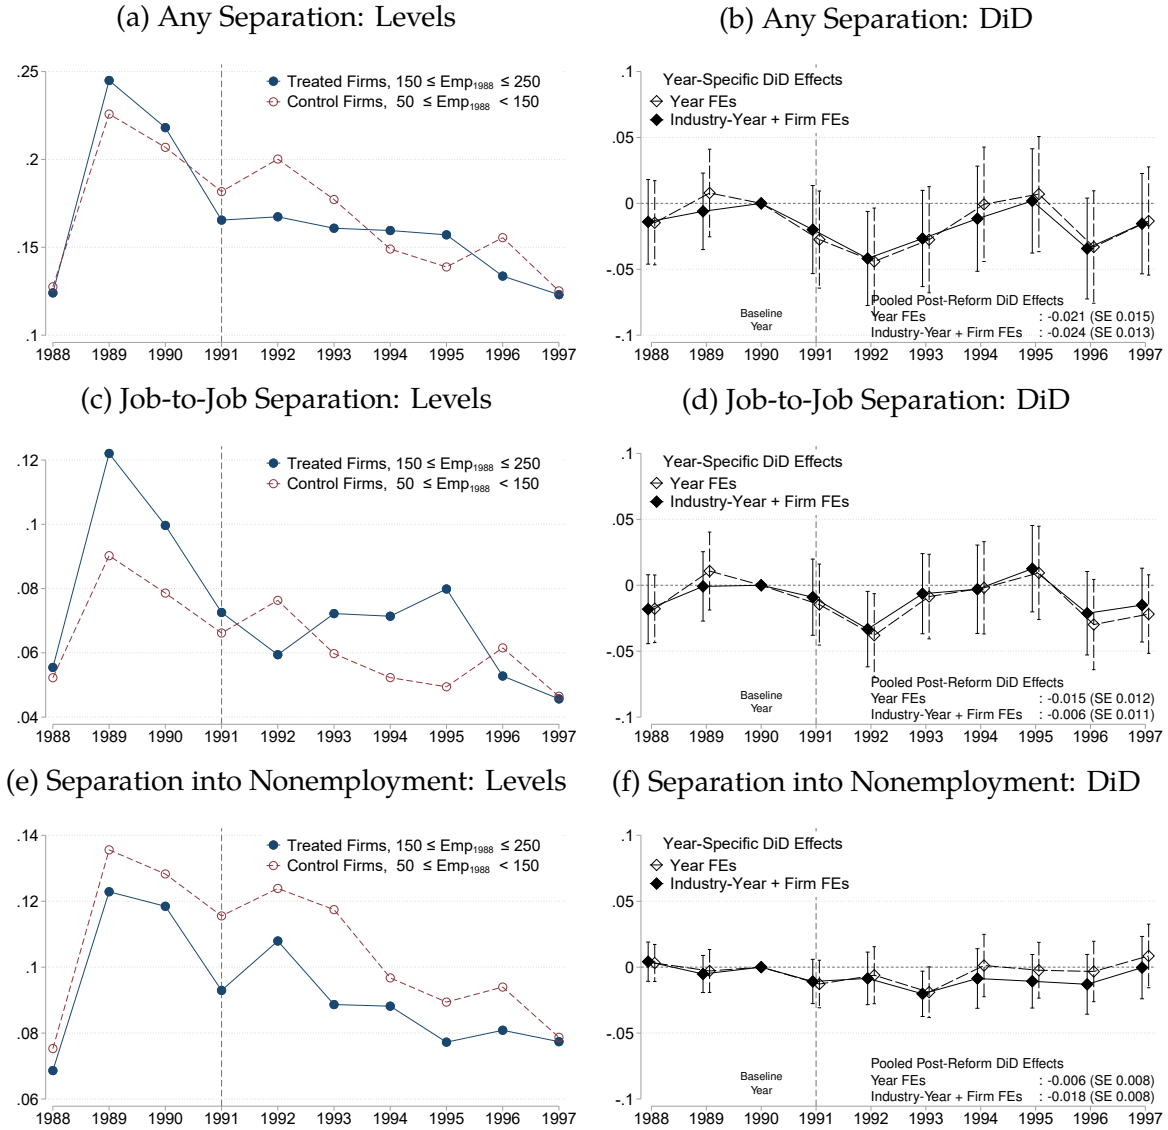 (a) Any Separation: Levels
.25
.2
.15
.1
Treated Firms, 150 ≤ Emp1988 ≤ 250
Control Firms, 50 ≤ Emp1988 < 150
1988 1989 1990 1991 1992 1993 1994 1995 1996 1997
(b) Any Separation: DiD
.1
.05
0
-.05
-.1
Year-Specific DiD Effects
Year FEs
Industry-Year + Firm FEs
Baseline
Year
Pooled Post-Reform DiD Effects
Year FEs : -0.021 (SE 0.015)
Industry-Year + Firm FEs : -0.024 (SE 0.013)
1988 1989 1990 1991 1992 1993 1994 1995 1996 1997
(c) Job-to-Job Separation: Levels
.12
.1
.08
.06
.04
Treated Firms, 150 ≤ Emp1988 ≤ 250
Control Firms, 50 ≤ Emp1988 < 150
1988 1989 1990 1991 1992 1993 1994 1995 1996 1997
(d) Job-to-Job Separation: DiD
.1
.05
0
-.05
-.1
Year-Specific DiD Effects
Year FEs
Industry-Year + Firm FEs
Baseline
Year
Pooled Post-Reform DiD Effects
Year FEs : -0.015 (SE 0.012)
Industry-Year + Firm FEs : -0.006 (SE 0.011)
1988 1989 1990 1991 1992 1993 1994 1995 1996 1997
(e) Separation into Nonemployment: Levels
.14
.12
.1
.08
.06
Treated Firms, 150 ≤ Emp1988 ≤ 250
Control Firms, 50 ≤ Emp1988 < 150
1988 1989 1990 1991 1992 1993 1994 1995 1996 1997
(f) Separation into Nonemployment: DiD
.1
.05
0
-.05
-.1
Year-Specific DiD Effects
Year FEs
Industry-Year + Firm FEs
Baseline
Year
Pooled Post-Reform DiD Effects
Year FEs : -0.006 (SE 0.008)
Industry-Year + Firm FEs : -0.018 (SE 0.008)
1988 1989 1990 1991 1992 1993 1994 1995 1996 1997